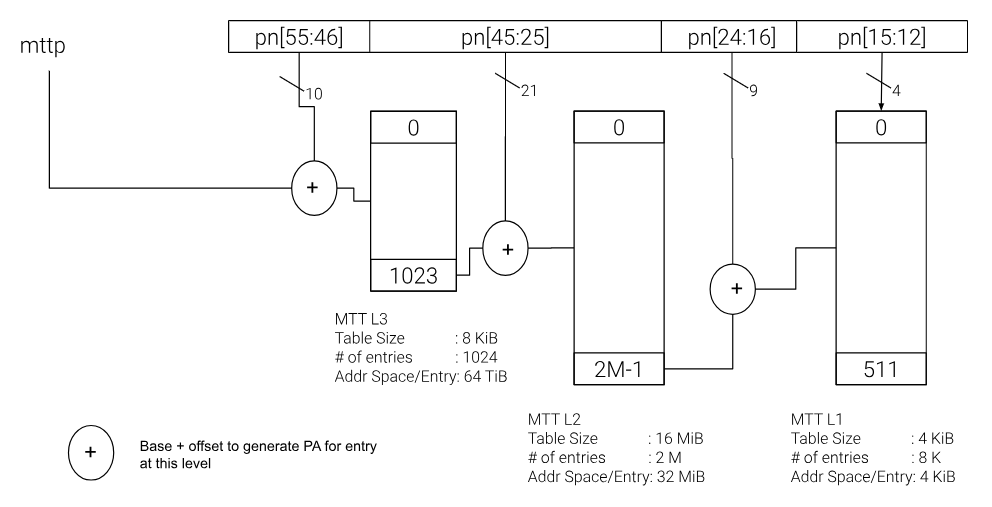 mttp
pn[55:46] pn[45:25] pn[24:16] pn[15:12]
10 21 9 4
0 0 0
+
+
1023
+
2M-1 511
MTT L3
Table Size : 8 KiB
# of entries : 1024
Addr Space/Entry: 64 TiB
MTT L2
Table Size : 16 MiB
# of entries : 2 M
Addr Space/Entry: 32 MiB
MTT L1
Table Size : 4 KiB
# of entries : 8 K
Addr Space/Entry: 4 KiB
+
Base + offset to generate PA for entry
at this level